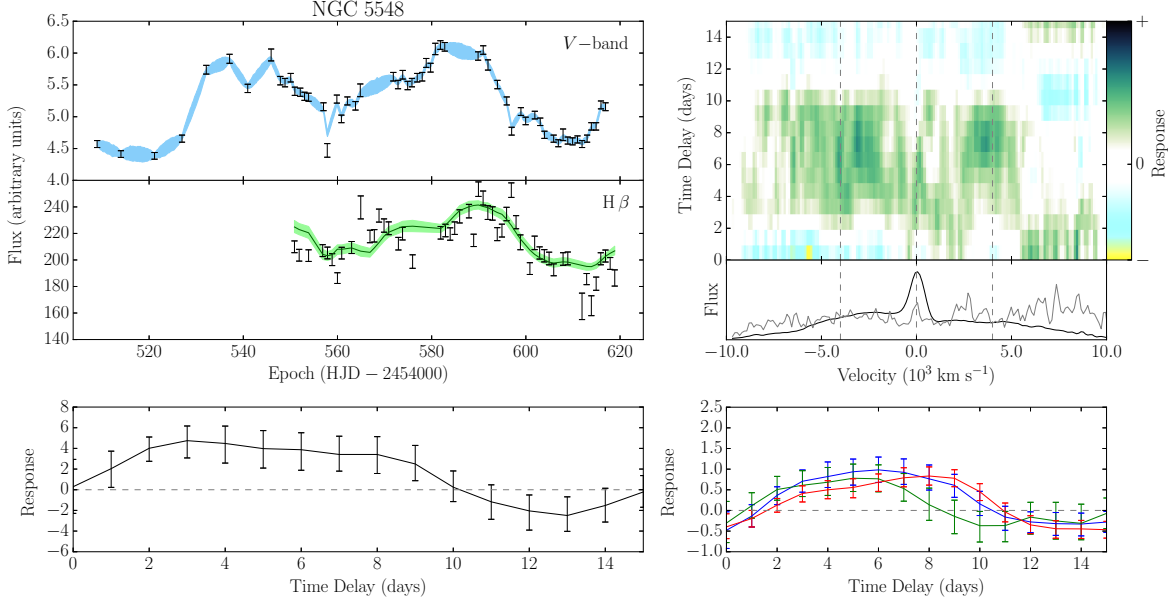 NGC 5548
6.5
6.0
5.5
5.0
4.5
4.0
V−band
240
220
200
180
160
140
Hβ
Flux (arbitrary units)
520 540 560 580 600 620
Epoch (HJD − 2454000)
14
12
10
8
6
4
2
0
Time Delay (days)
+
0
−
Response
Flux
−10.0 −5.0 0.0 5.0 10.0
Velocity (10³ km s⁻¹)
8
6
4
2
0
−2
−4
−6
Response
0 2 4 6 8 10 12 14
Time Delay (days)
2.5
2.0
1.5
1.0
0.5
0.0
−0.5
−1.0
Response
0 2 4 6 8 10 12 14
Time Delay (days)